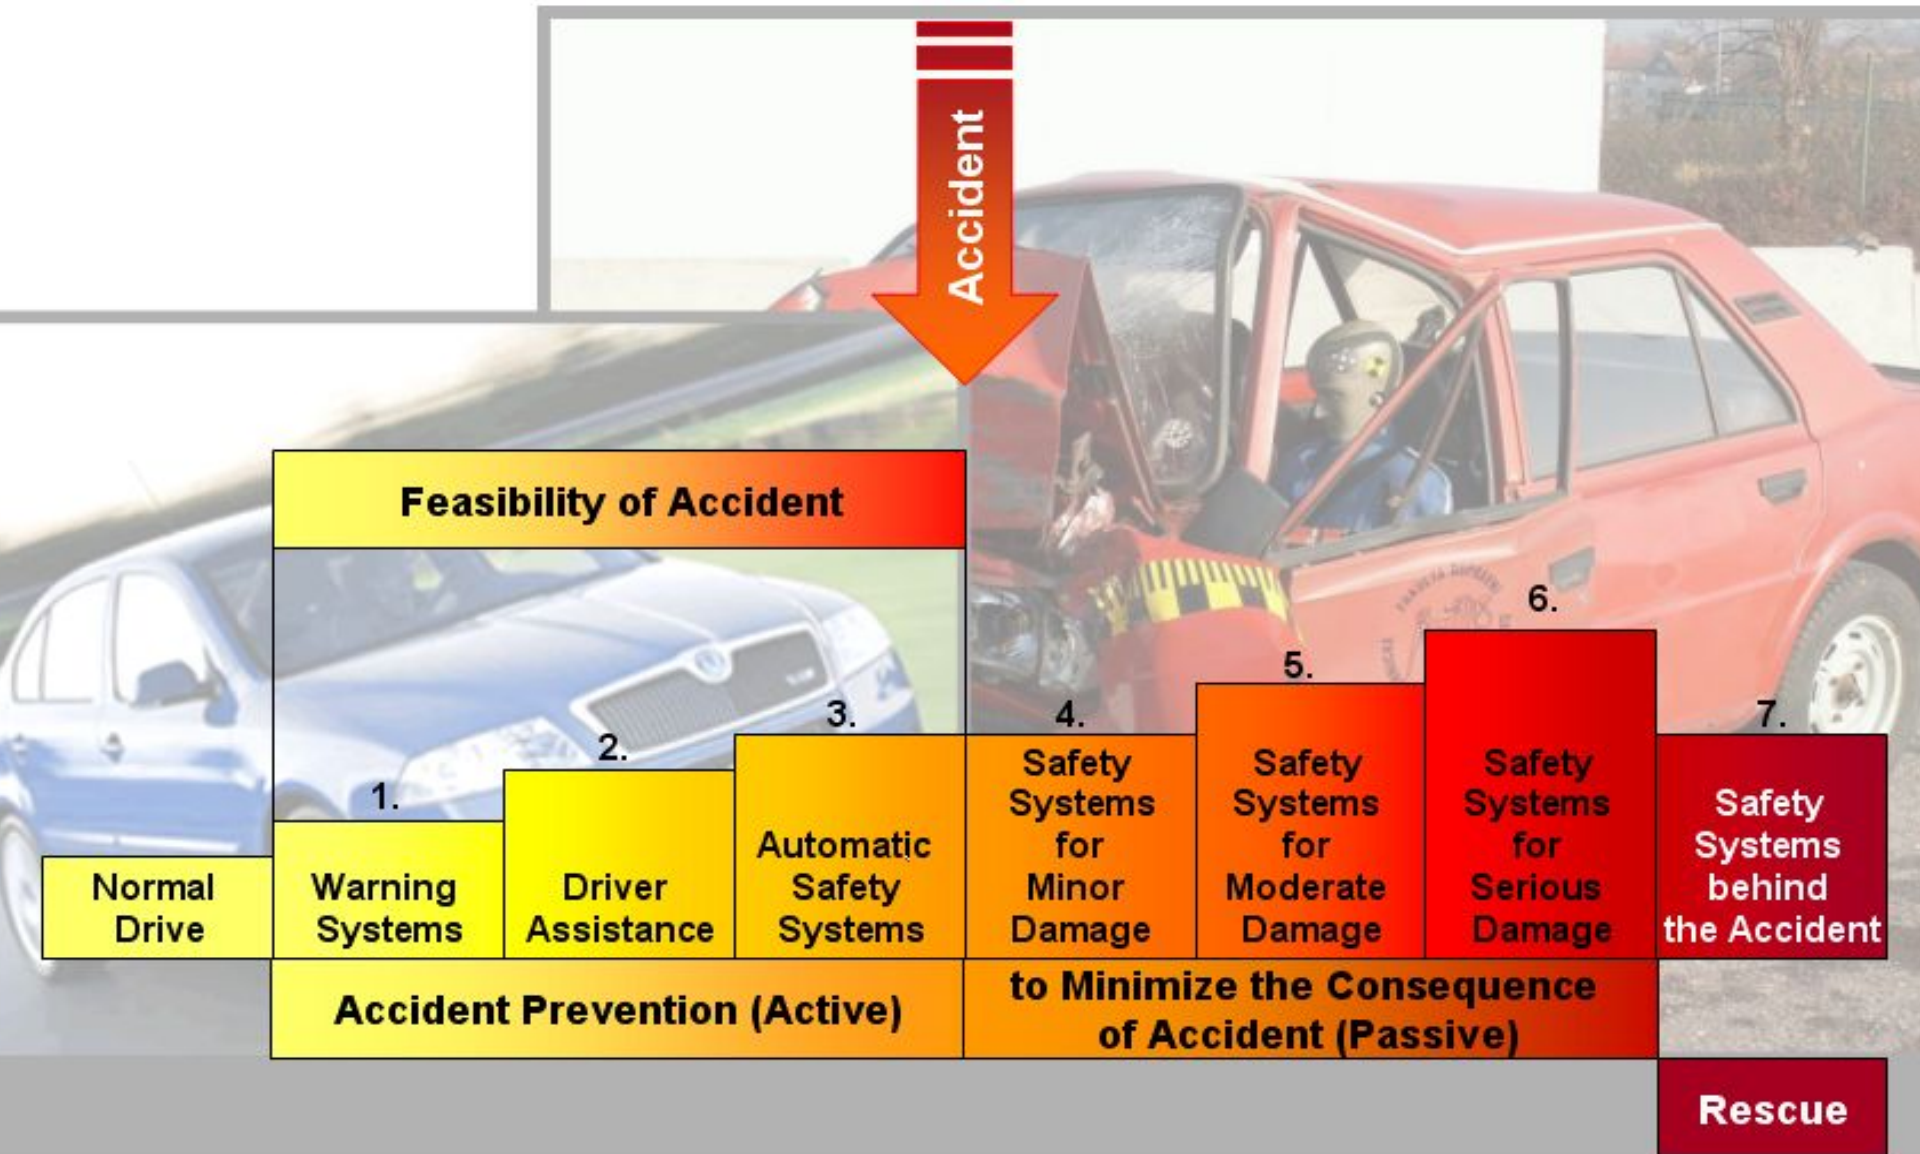 Accident
Feasibility of Accident
1.
2.
3.
4.
5.
6.
7.
Normal
Drive
Warning
Systems
Driver
Assistance
Automatic
Safety
Systems
Safety
Systems
for
Minor
Damage
Safety
Systems
for
Moderate
Damage
Safety
Systems
for
Serious
Damage
Safety
Systems
behind
the Accident
Accident Prevention (Active)
to Minimize the Consequence
of Accident (Passive)
Rescue